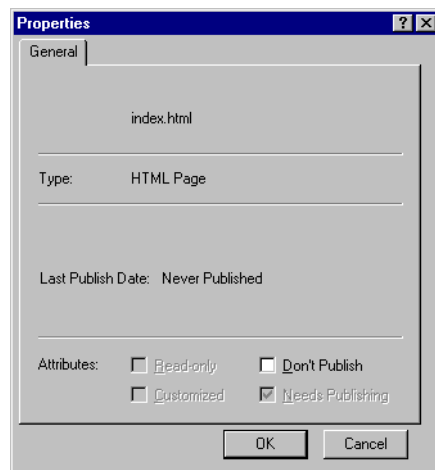 Properties
General
index.html
Type: HTML Page
Last Publish Date: Never Published
Attributes: Read-only Don't Publish
Customized Needs Publishing
OK Cancel